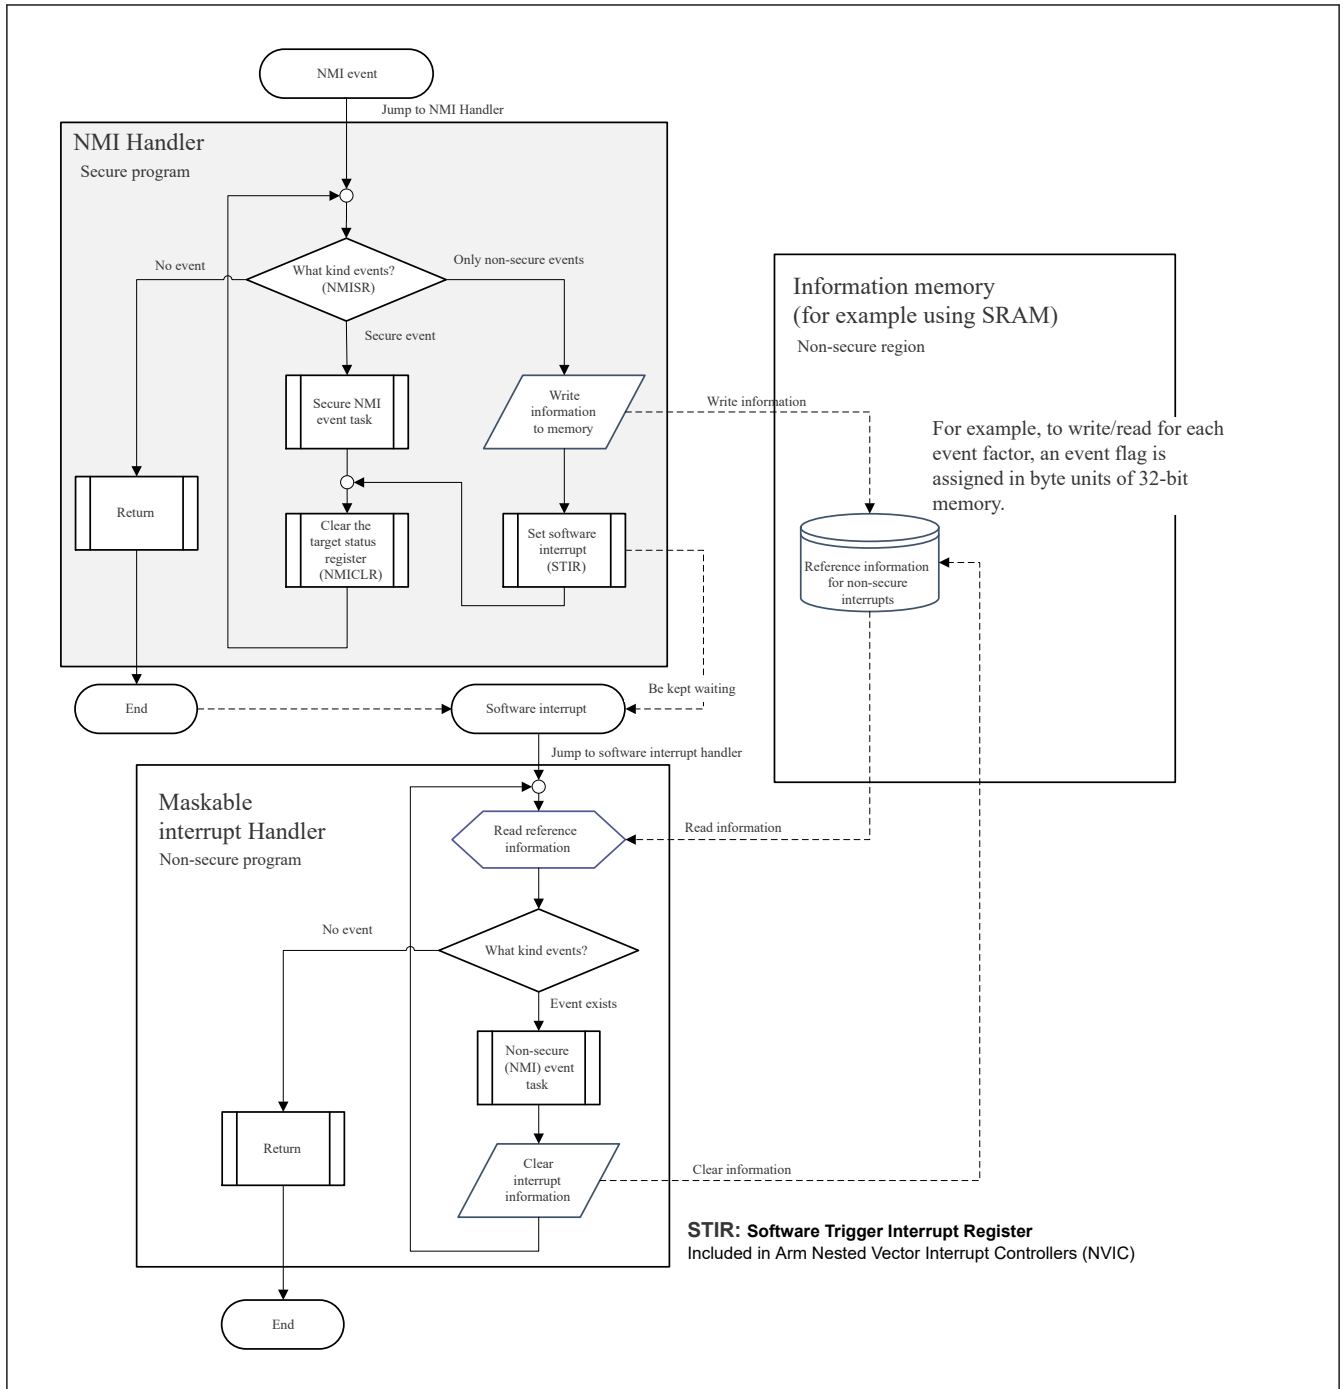 NMI event
Jump to NMI Handler
NMI Handler
Secure program
No event
What kind events?
(NMISR)
Only non-secure events
Secure event
Secure NMI
event task
Write
information
to memory
Write information
Return
Clear the
target status
register
(NMICLR)
Set software
interrupt
(STIR)
Information memory
(for example using SRAM)
Non-secure region
For example, to write/read for each
event factor, an event flag is
assigned in byte units of 32-bit
memory.
Reference information
for non-secure
interrupts
Be kept waiting
End
Software interrupt
Jump to software interrupt handler
Maskable
interrupt Handler
Non-secure program
Read reference
information
Read information
No event
What kind events?
Event exists
Non-secure
(NMI) event
task
Return
Clear
interrupt
information
Clear information
STIR: Software Trigger Interrupt Register
Included in Arm Nested Vector Interrupt Controllers (NVIC)
End